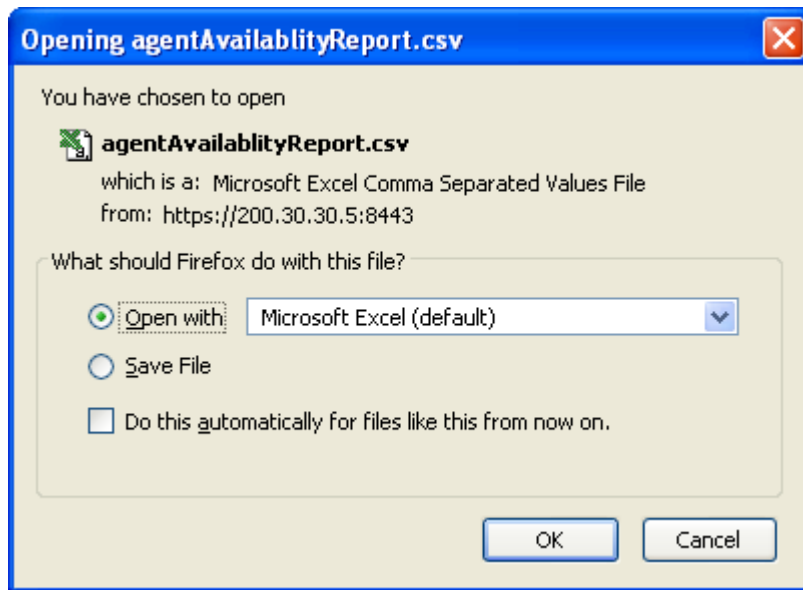 Opening agentAvailablityReport.csv
You have chosen to open
agentAvailablityReport.csv
which is a: Microsoft Excel Comma Separated Values File
from: https://200.30.30.5:8443
What should Firefox do with this file?
Open with Microsoft Excel (default)
Save File
Do this automatically for files like this from now on.
OK Cancel